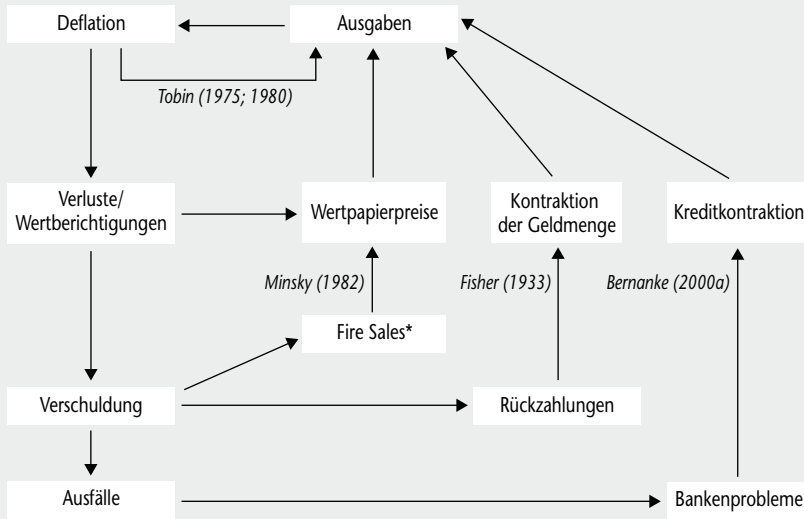 Deflation
Ausgaben
Tobin (1975; 1980)
Verluste/
Wertberichtigungen
Wertpapierpreise
Kontraktion
der Geldmenge
Kreditkontraktion
Minsky (1982)
Fisher (1933)
Bernanke (2000a)
Fire Sales*
Verschuldung
Rückzahlungen
Ausfälle
Bankenprobleme